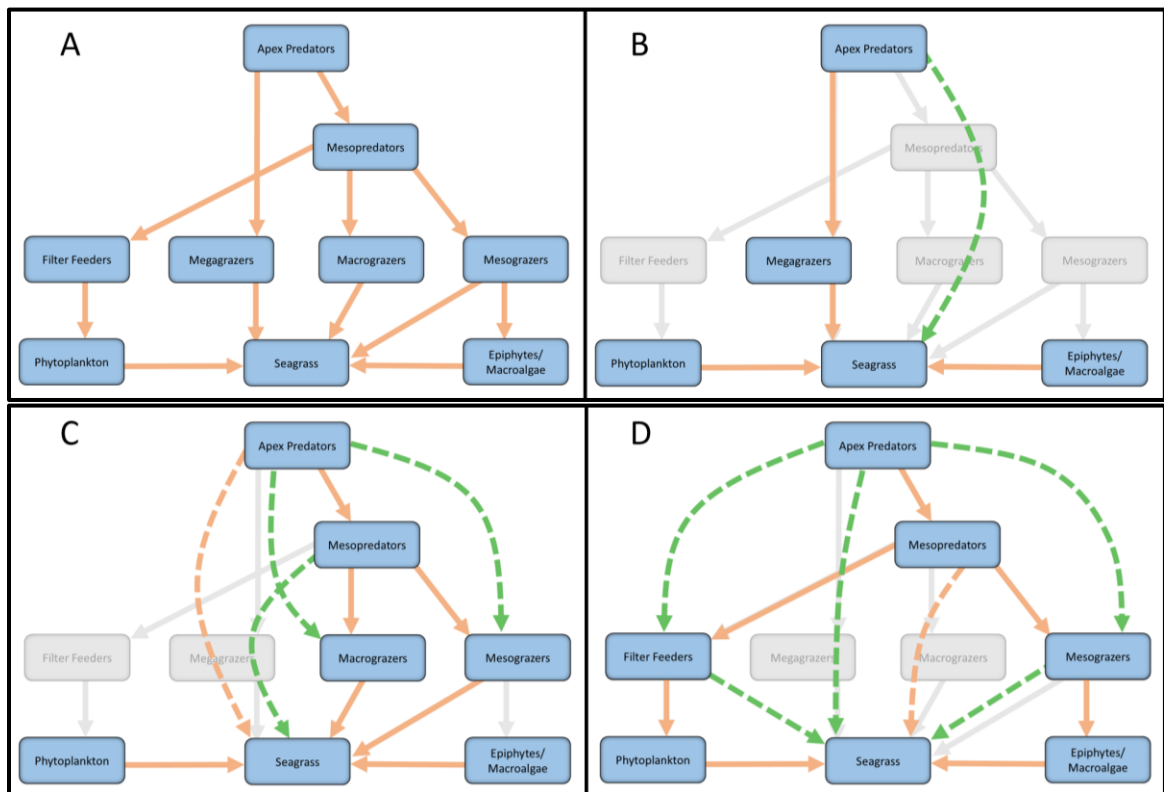 A
Apex Predators
Mesopredators
Filter Feeders
Megagrazers
Macrograzers
Mesograzers
Phytoplankton
Seagrass
Epiphytes/
Macroalgae
B
Apex Predators
Mesopredators
Filter Feeders
Megagrazers
Macrograzers
Mesograzers
Phytoplankton
Seagrass
Epiphytes/
Macroalgae
C
Apex Predators
Mesopredators
Filter Feeders
Megagrazers
Macrograzers
Mesograzers
Phytoplankton
Seagrass
Epiphytes/
Macroalgae
D
Apex Predators
Mesopredators
Filter Feeders
Megagrazers
Macrograzers
Mesograzers
Phytoplankton
Seagrass
Epiphytes/
Macroalgae